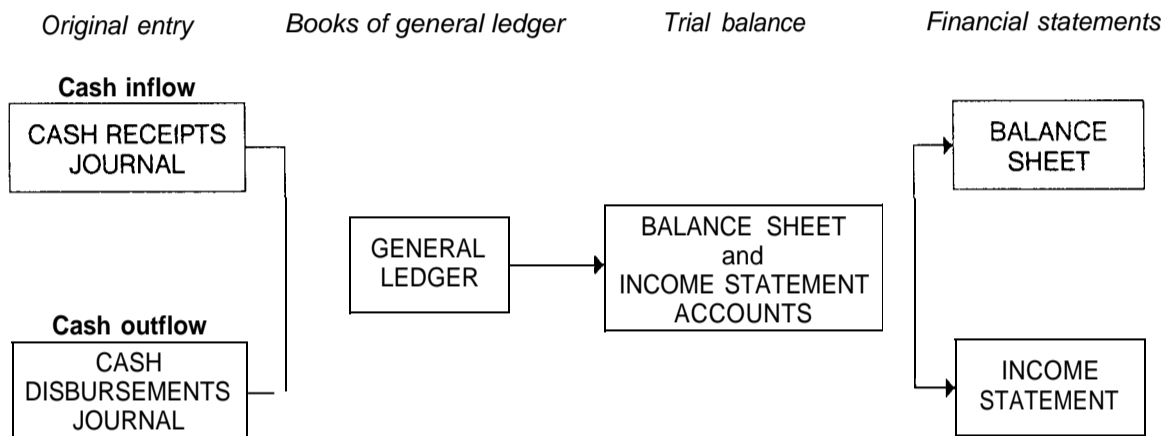 Original entry
Books of general ledger
Trial balance
Financial statements
Cash inflow
CASH RECEIPTS
JOURNAL
BALANCE
SHEET
GENERAL
LEDGER
BALANCE SHEET
and
INCOME STATEMENT
ACCOUNTS
Cash outflow
CASH
DISBURSEMENTS
JOURNAL
INCOME
STATEMENT